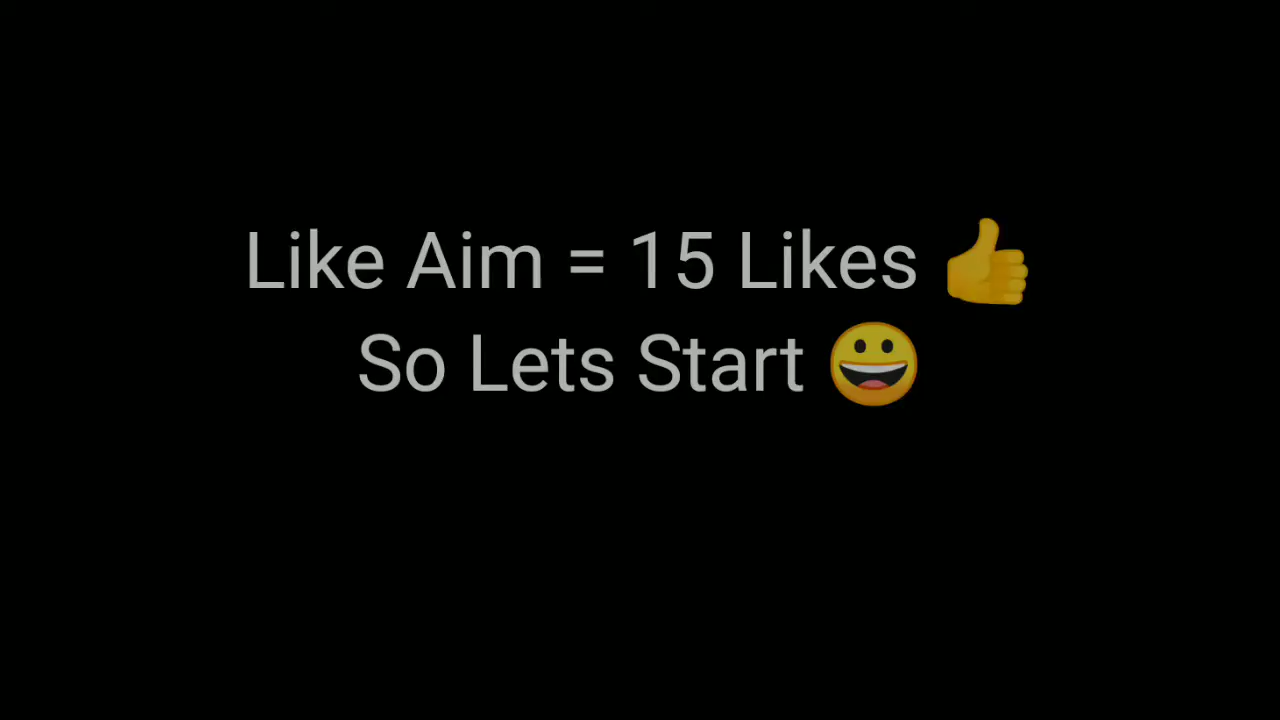 Like Aim = 15 Likes 👍
So Lets Start 😀